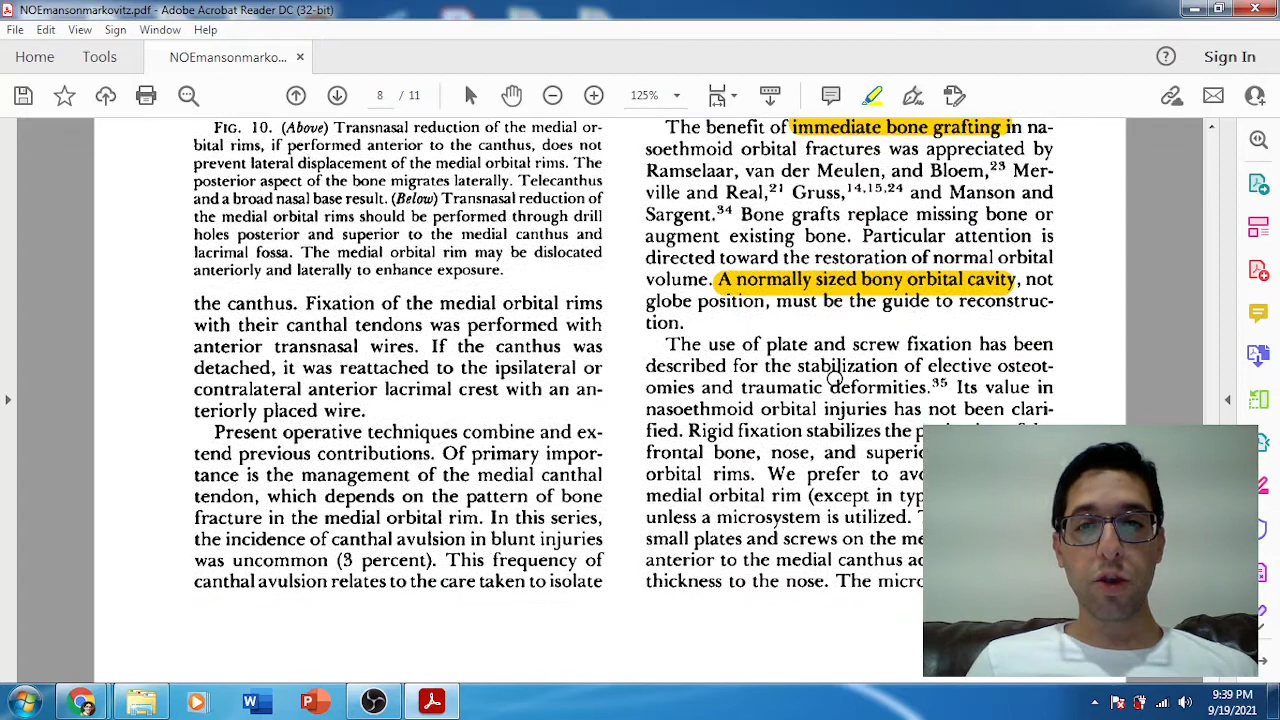 NOEmansonmarkovitz.pdf - Adobe Acrobat Reader DC (32-bit)
File Edit View Sign Window Help
Home Tools NOEmansonmarko... × Sign In
8 / 11 125%
FIG. 10. (Above) Transnasal reduction of the medial or-
bital rims, if performed anterior to the canthus, does not
prevent lateral displacement of the medial orbital rims. The
posterior aspect of the bone migrates laterally. Telecanthus
and a broad nasal base result. (Below) Transnasal reduction of
the medial orbital rims should be performed through drill
holes posterior and superior to the medial canthus and
lacrimal fossa. The medial orbital rim may be dislocated
anteriorly and laterally to enhance exposure.
the canthus. Fixation of the medial orbital rims
with their canthal tendons was performed with
anterior transnasal wires. If the canthus was
detached, it was reattached to the ipsilateral or
contralateral anterior lacrimal crest with an an-
teriorly placed wire.
Present operative techniques combine and ex-
tend previous contributions. Of primary impor-
tance is the management of the medial canthal
tendon, which depends on the pattern of bone
fracture in the medial orbital rim. In this series,
the incidence of canthal avulsion in blunt injuries
was uncommon (3 percent). This frequency of
canthal avulsion relates to the care taken to isolate
The benefit of immediate bone grafting in na-
soethmoid orbital fractures was appreciated by
Ramselaar, van der Meulen, and Bloem,23 Mer-
ville and Real,21 Gruss,14,15,24 and Manson and
Sargent.34 Bone grafts replace missing bone or
augment existing bone. Particular attention is
directed toward the restoration of normal orbital
volume. A normally sized bony orbital cavity, not
globe position, must be the guide to reconstruc-
tion.
The use of plate and screw fixation has been
described for the stabilization of elective osteot-
omies and traumatic deformities.35 Its value in
nasoethmoid orbital injuries has not been clari-
fied. Rigid fixation stabilizes the
frontal bone, nose, and
orbital rims. We prefer to
medial orbital rim (except in
unless a microsystem is utilized.
small plates and screws on the
anterior to the medial canthus
thickness to the nose. The
9:39 PM
9/19/2021